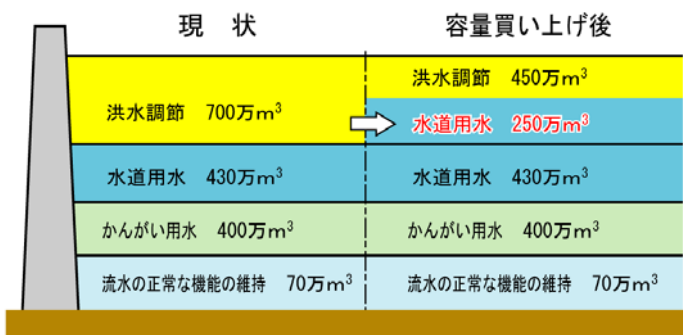 現　状
容量買い上げ後
洪水調節　450万m³
洪水調節　700万m³
水道用水　250万m³
水道用水　430万m³
水道用水　430万m³
かんがい用水　400万m³
かんがい用水　400万m³
流水の正常な機能の維持　70万m³
流水の正常な機能の維持　70万m³